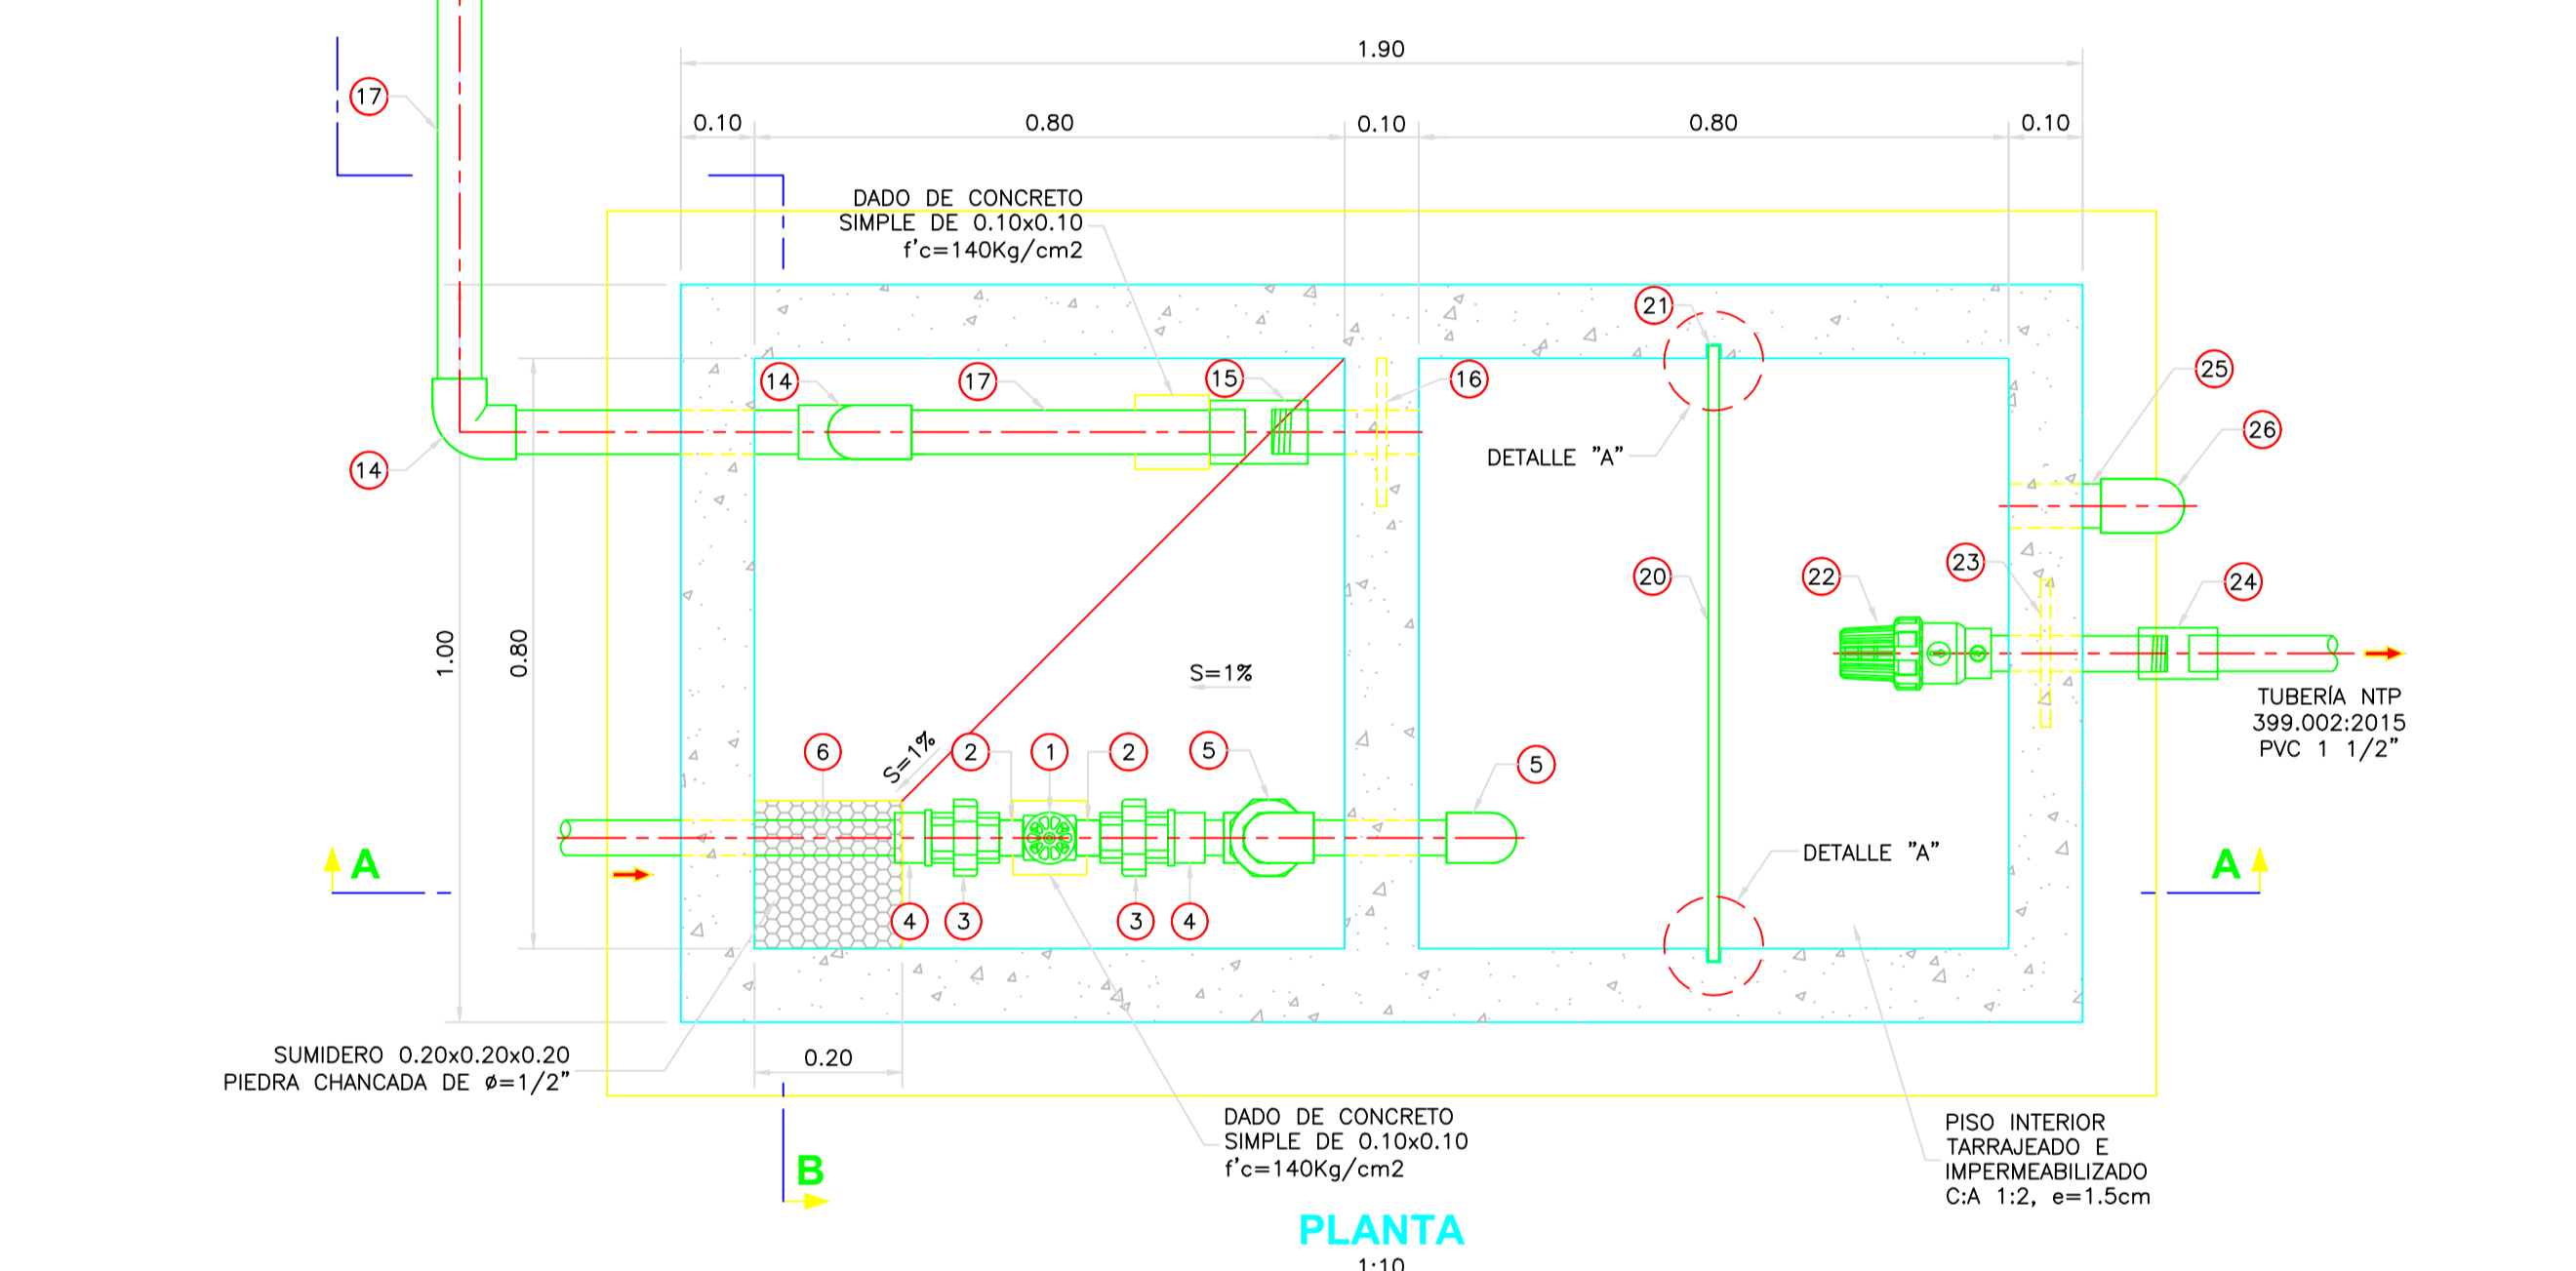 1.90
17
0.10
0.80
0.10
0.80
0.10
DADO DE CONCRETO
SIMPLE DE 0.10x0.10
f'c=140Kg/cm2
21
14
17
15
16
25
26
14
DETALLE "A"
20
22
23
24
1.00
0.80
S=1%
TUBERÍA NTP
399.002:2015
PVC 1 1/2"
6
S=1%
2
1
2
5
5
A
DETALLE "A"
A
4
3
3
4
SUMIDERO 0.20x0.20x0.20
PIEDRA CHANCADA DE ø=1/2"
0.20
DADO DE CONCRETO
SIMPLE DE 0.10x0.10
f'c=140Kg/cm2
PISO INTERIOR
TARRAJEADO E
IMPERMEABILIZADO
C:A 1:2, e=1.5cm
B
PLANTA
1:10